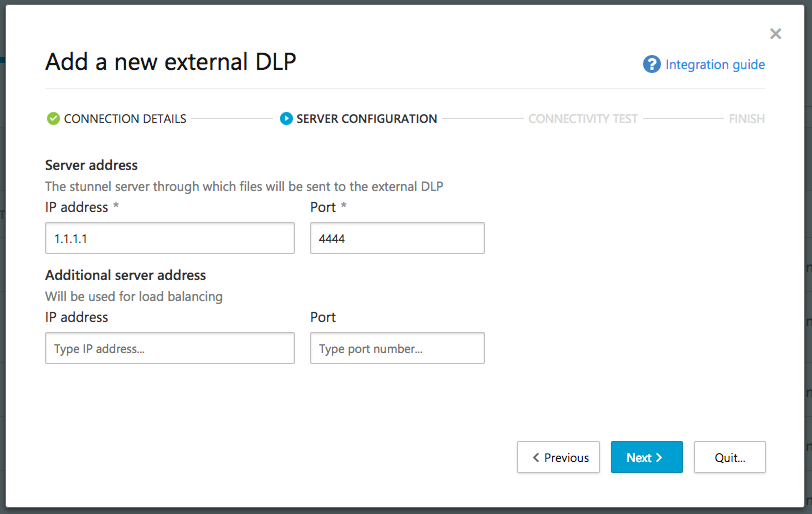 Add a new external DLP
Integration guide
CONNECTION DETAILS SERVER CONFIGURATION CONNECTIVITY TEST FINISH
Server address
The stunnel server through which files will be sent to the external DLP
IP address * Port *
1.1.1.1 4444
Additional server address
Will be used for load balancing
IP address Port
Type IP address... Type port number...
Previous Next Quit...